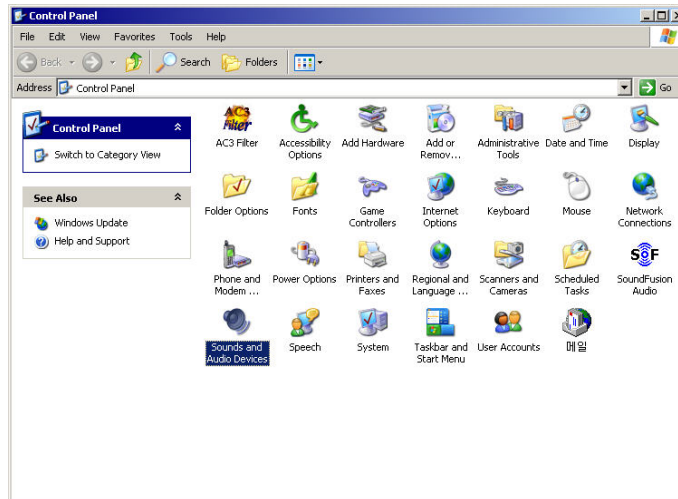 Control Panel
File Edit View Favorites Tools Help
Back Search Folders
Address Control Panel Go
Control Panel
Switch to Category View
See Also
Windows Update
Help and Support
AC3 Filter
AC3 Filter
Accessibility Options
Add Hardware
Add or Remov...
Administrative Tools
Date and Time
Display
Folder Options
Fonts
Game Controllers
Internet Options
Keyboard
Mouse
Network Connections
Phone and Modem ...
Power Options
Printers and Faxes
Regional and Language ...
Scanners and Cameras
Scheduled Tasks
SoF
SoundFusion Audio
Sounds and Audio Devices
Speech
System
Taskbar and Start Menu
User Accounts
메일